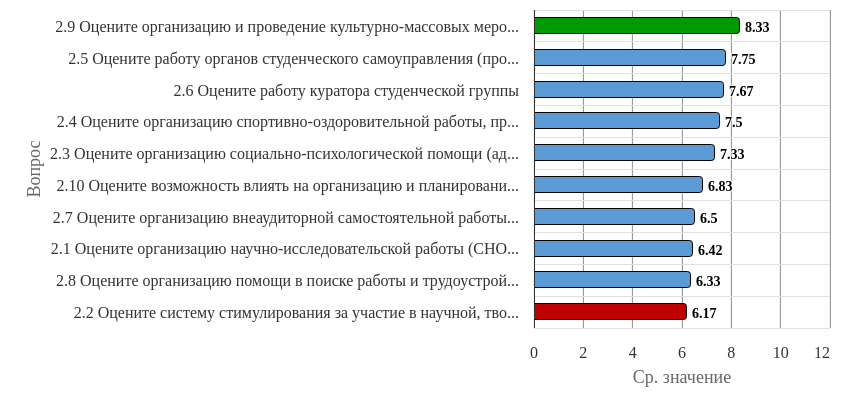 2.9 Оцените организацию и проведение культурно-массовых меро... 8.33
2.5 Оцените работу органов студенческого самоуправления (про... 7.75
2.6 Оцените работу куратора студенческой группы 7.67
2.4 Оцените организацию спортивно-оздоровительной работы, пр... 7.5
2.3 Оцените организацию социально-психологической помощи (ад... 7.33
2.10 Оцените возможность влиять на организацию и планировани... 6.83
2.7 Оцените организацию внеаудиторной самостоятельной работы... 6.5
2.1 Оцените организацию научно-исследовательской работы (СНО... 6.42
2.8 Оцените организацию помощи в поиске работы и трудоустрой... 6.33
2.2 Оцените систему стимулирования за участие в научной, тво... 6.17
Вопрос
0 2 4 6 8 10 12
Ср. значение